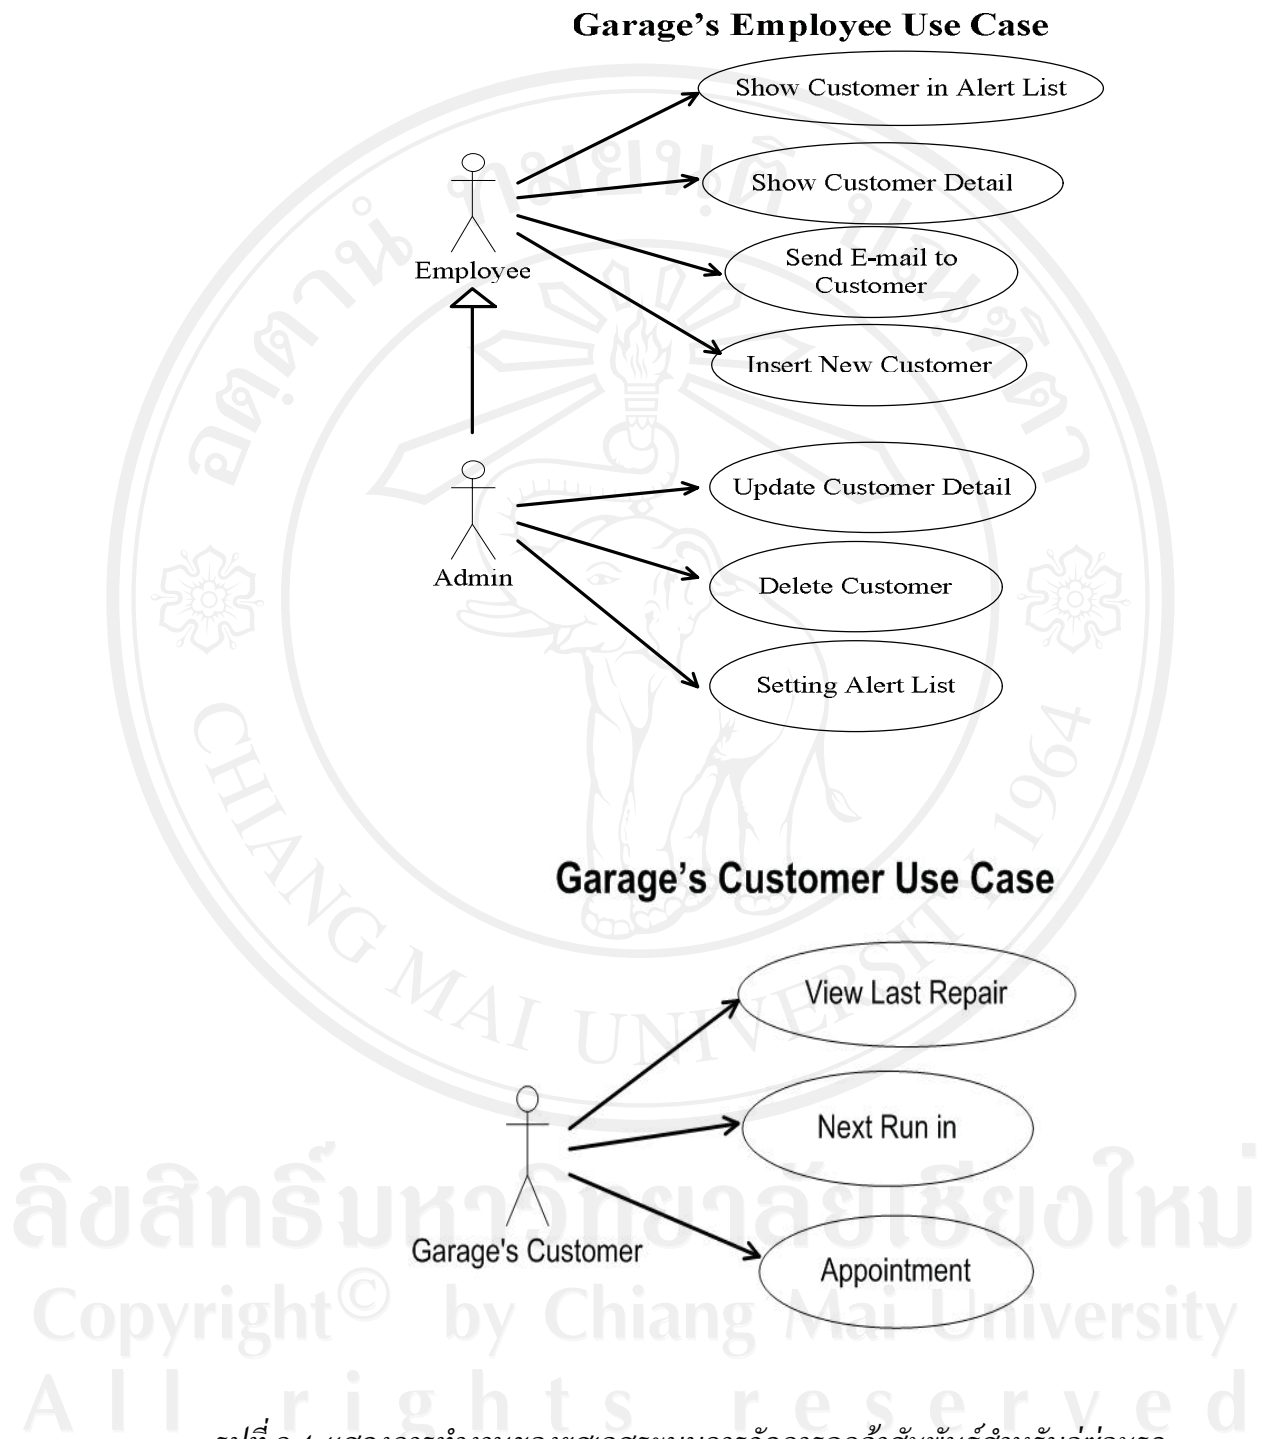 Garage’s Employee Use Case
Show Customer in Alert List
Show Customer Detail
Send E-mail to
Customer
Employee
Insert New Customer
Update Customer Detail
Delete Customer
Admin
Setting Alert List
CHIANG MAI UNIVERSITY 1964
Garage’s Customer Use Case
View Last Repair
Next Run in
Garage's Customer
Appointment
ลิขสิทธิ์มหาวิทยาลัยเชียงใหม่
Copyright© by Chiang Mai University
All rights reserved